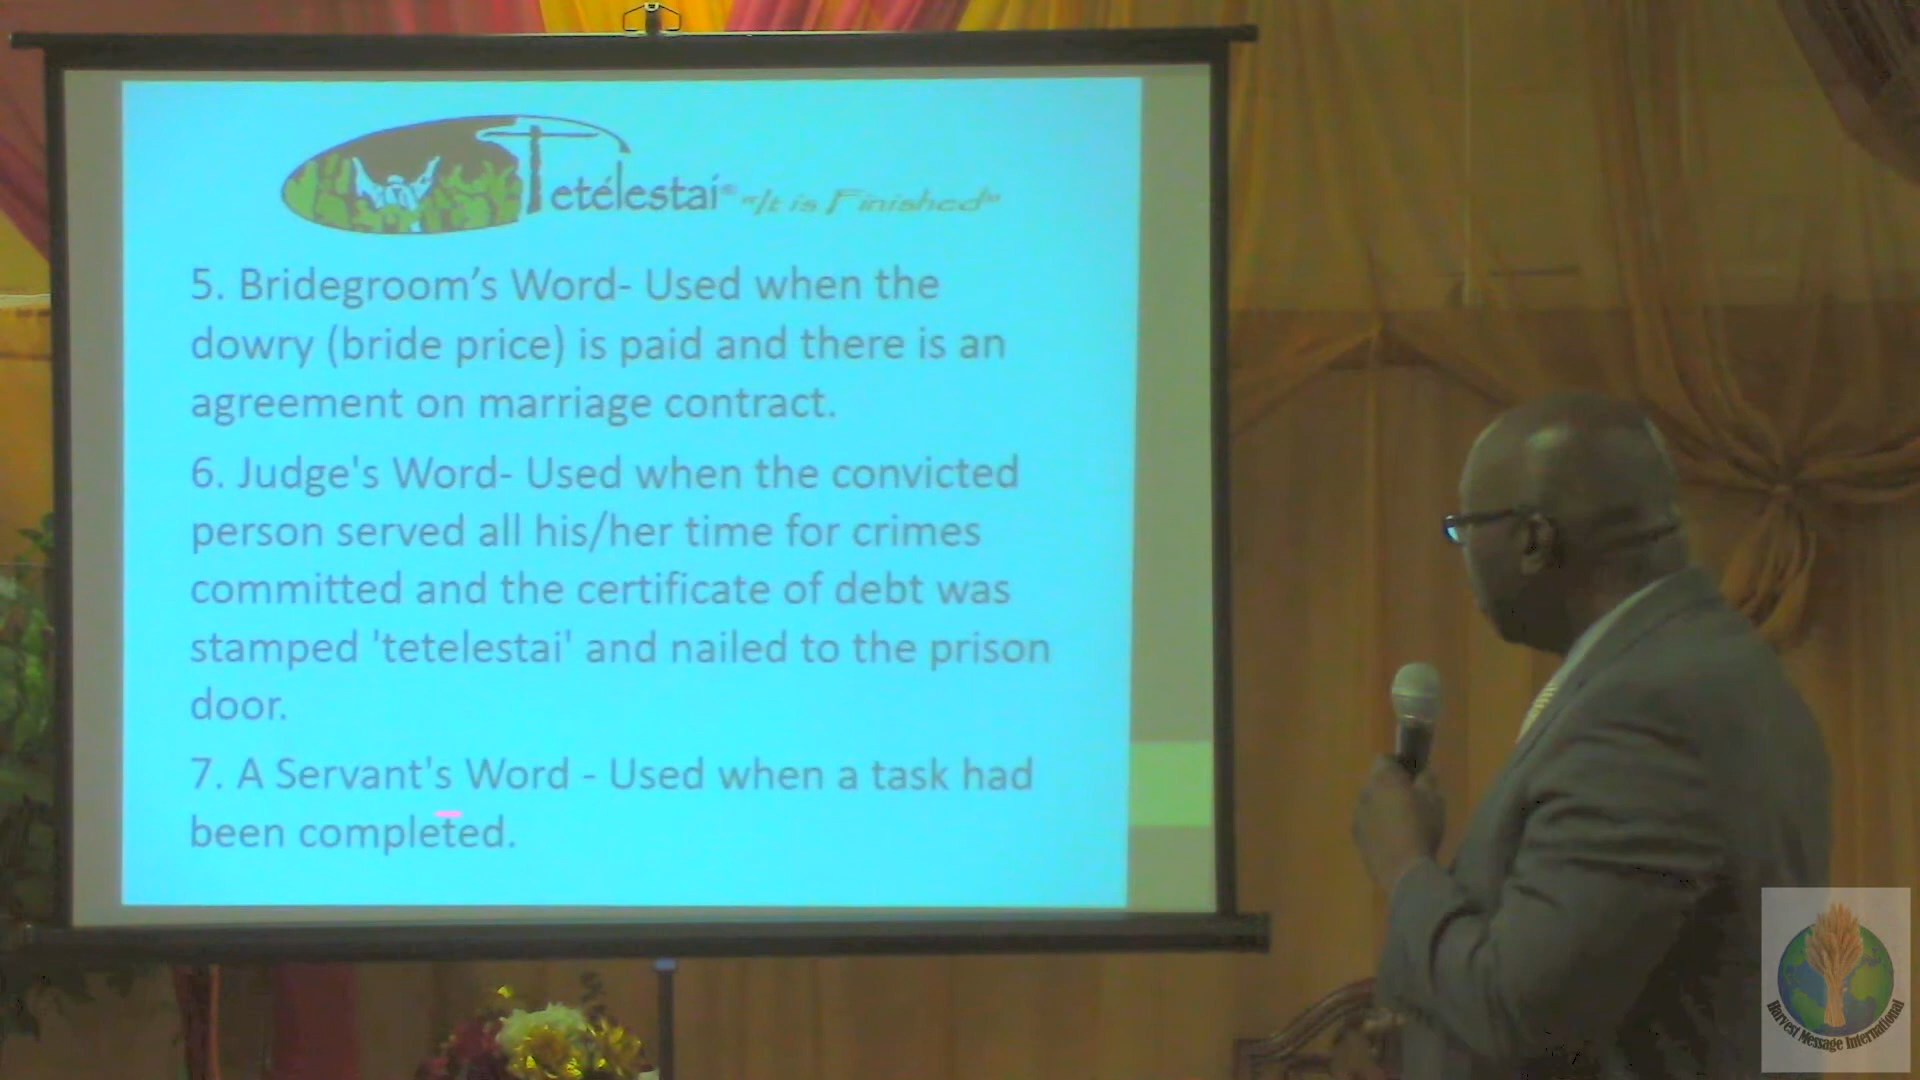 Tetélestai® "It is Finished"
5. Bridegroom’s Word- Used when the
dowry (bride price) is paid and there is an
agreement on marriage contract.
6. Judge's Word- Used when the convicted
person served all his/her time for crimes
committed and the certificate of debt was
stamped 'tetelestai' and nailed to the prison
door.
7. A Servant's Word - Used when a task had
been completed.
Harvest Message International